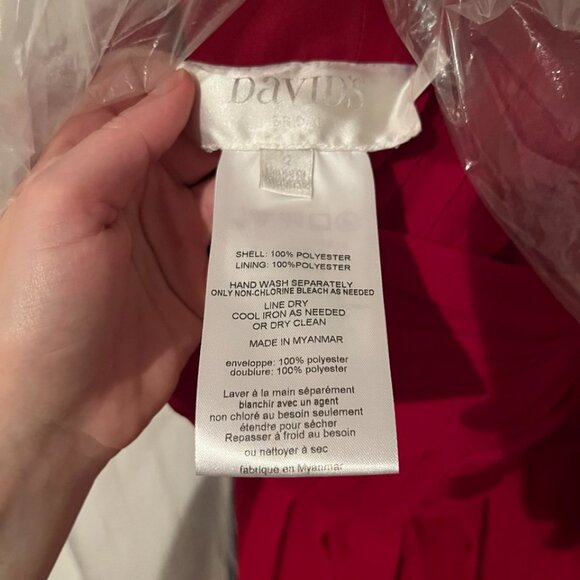 DAVID'S
BRIDAL
2
SHELL: 100% POLYESTER
LINING: 100%POLYESTER
HAND WASH SEPARATELY
ONLY NON-CHLORINE BLEACH AS NEEDED
LINE DRY
COOL IRON AS NEEDED
OR DRY CLEAN
MADE IN MYANMAR
enveloppe: 100% polyester
doublure: 100% polyester
Laver à la main séparément
blanchir avec un agent
non chloré au besoin seulement
étendre pour sécher
Repasser à froid au besoin
ou nettoyer à sec
fabrique en Myanmar